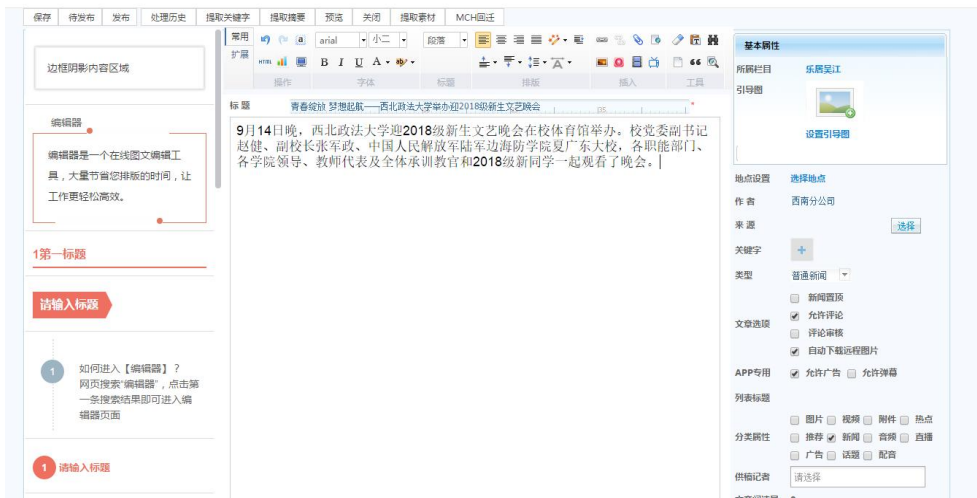 保存 待发布 发布 处理历史 提取关键字 提取摘要 预览 关闭 提取素材 MCH回迁
边框阴影内容区域
编辑器
编辑器是一个在线图文编辑工
具，大量节省您排版的时间，让
工作更轻松高效。
1第一标题
请输入标题
1 如何进入【编辑器】？
网页搜索“编辑器”，点击第
一条搜索结果即可进入编
辑器页面
1 请输入标题
常用 a arial 小二 段落
扩展 HTML B I U A ab
操作 字体 标题 排版 插入 工具
标 题 青春绽放 梦想起航——西北政法大学举办迎2018级新生文艺晚会 *
9月14日晚，西北政法大学迎2018级新生文艺晚会在校体育馆举办。校党委副书记
赵健、副校长张军政、中国人民解放军陆军边海防学院夏广东大校，各职能部门、
各学院领导、教师代表及全体承训教官和2018级新同学一起观看了晚会。
基本属性
所属栏目 乐居吴江
引导图
设置引导图
地点设置 选择地点
作 者 西南分公司
来 源 选择
关键字 +
类型 普通新闻
新闻置顶
文章选项 允许评论
评论审核
自动下载远程图片
APP专用 允许广告 允许弹幕
列表标题
图片 视频 附件 热点
分类属性 推荐 新闻 音频 直播
广告 话题 配音
供稿记者 请选择